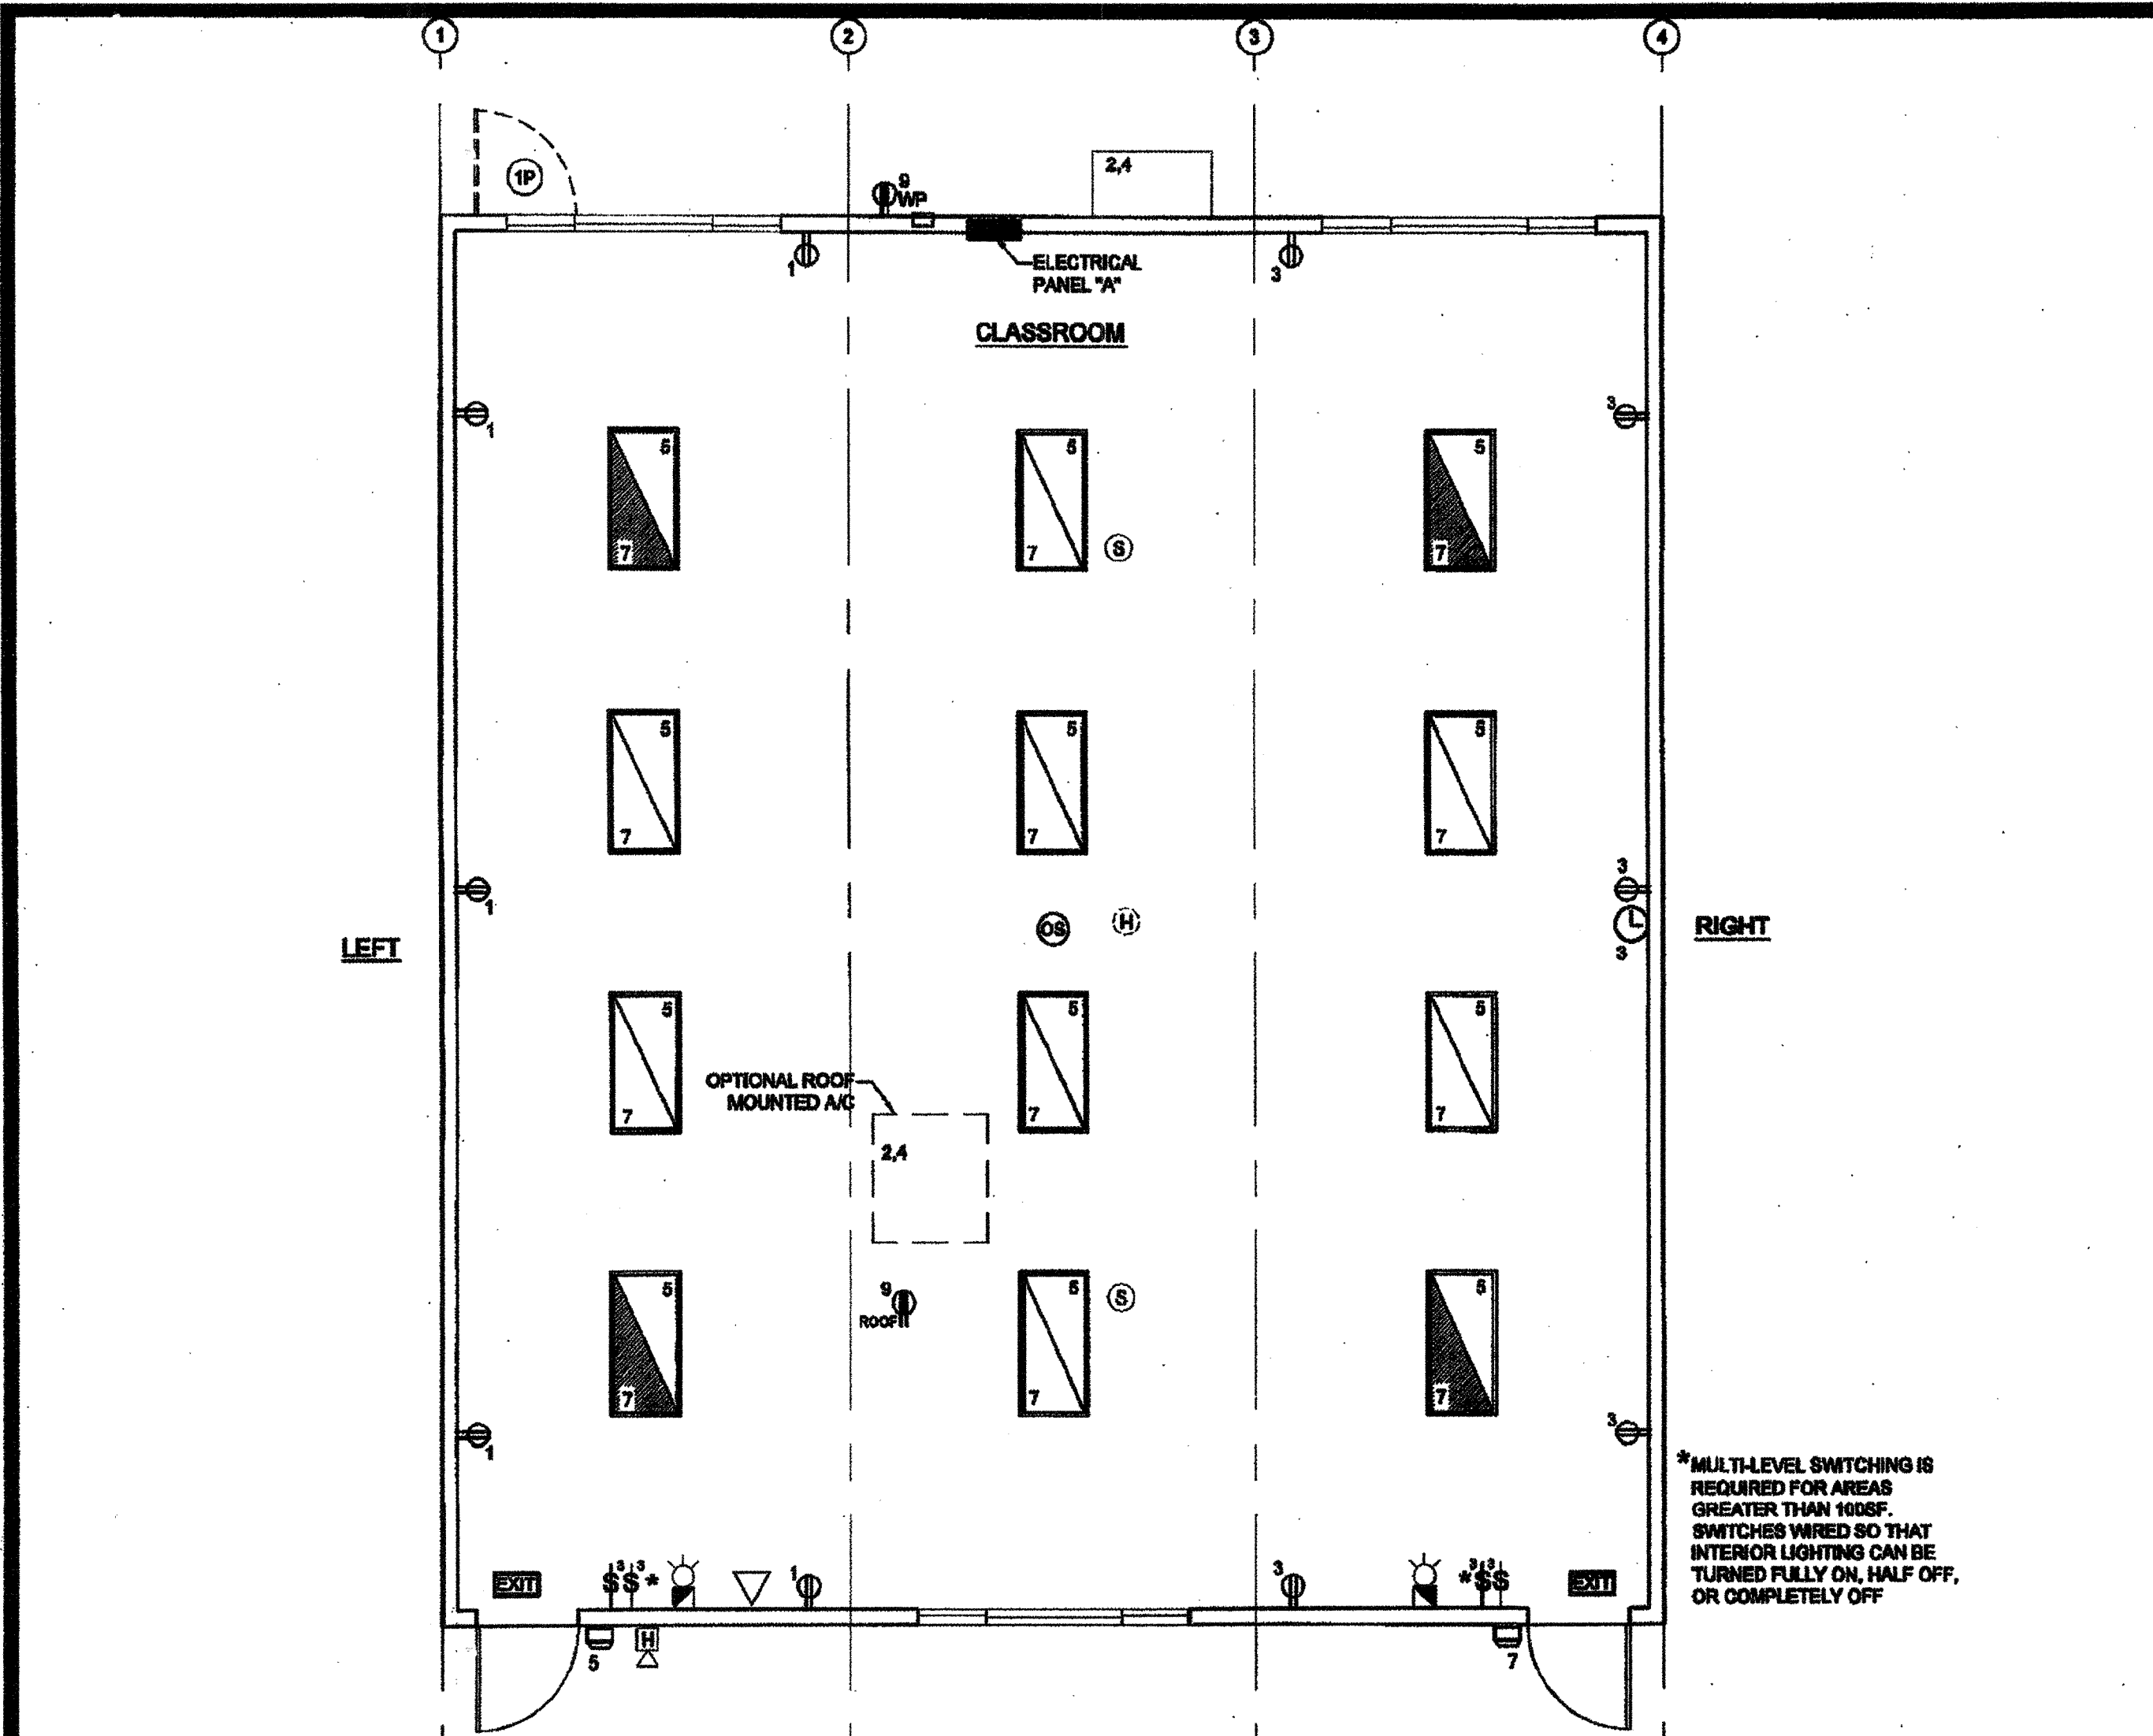 1 2 3 4
1P
9
WP
2,4
1
3
ELECTRICAL
PANEL "A"
CLASSROOM
1
3
5 5 5
7 7 S 7
5 5 5
7 7 7
3
1
OS H
3
LEFT
RIGHT
5 5 5
7 7 7
OPTIONAL ROOF
MOUNTED A/C
2,4
5 9 5 S 5
ROOF
7 7 7
1
3
*MULTI-LEVEL SWITCHING IS
REQUIRED FOR AREAS
GREATER THAN 100SF.
SWITCHES WIRED SO THAT
INTERIOR LIGHTING CAN BE
TURNED FULLY ON, HALF OFF,
OR COMPLETELY OFF
EXIT $3 $3 * 1 3 *$3 $3 EXIT
5 H 7